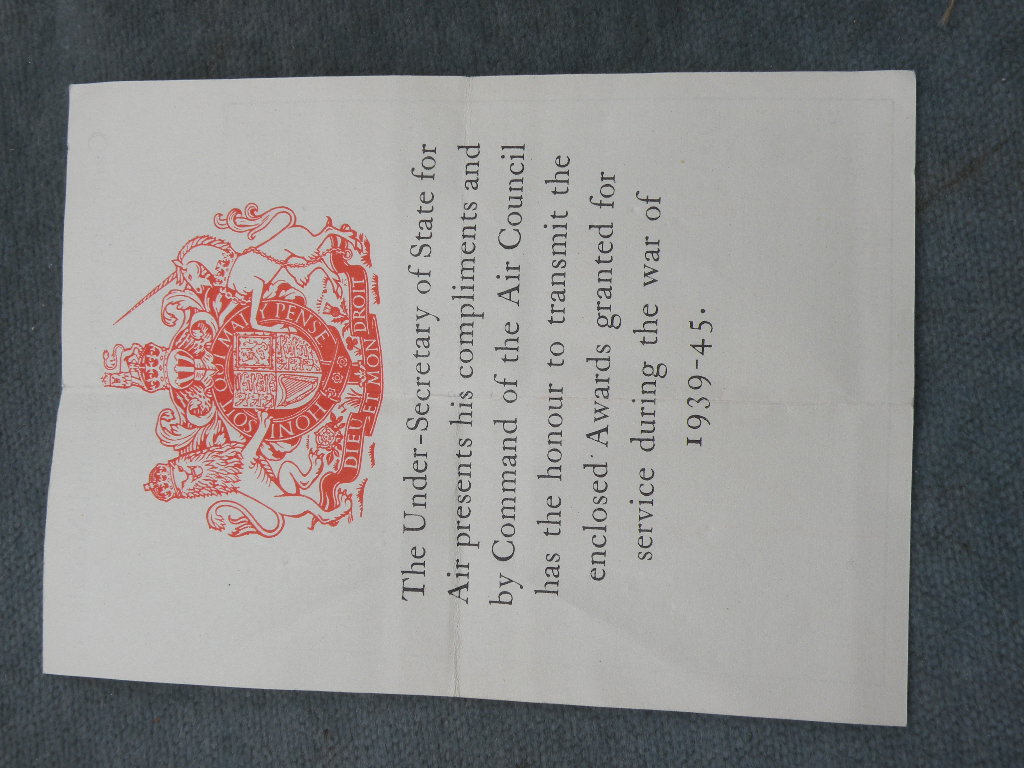 HONI SOIT QUI MAL Y PENSE
DIEU ET MON DROIT
The Under-Secretary of State for
Air presents his compliments and
by Command of the Air Council
has the honour to transmit the
enclosed Awards granted for
service during the war of
1939-45.